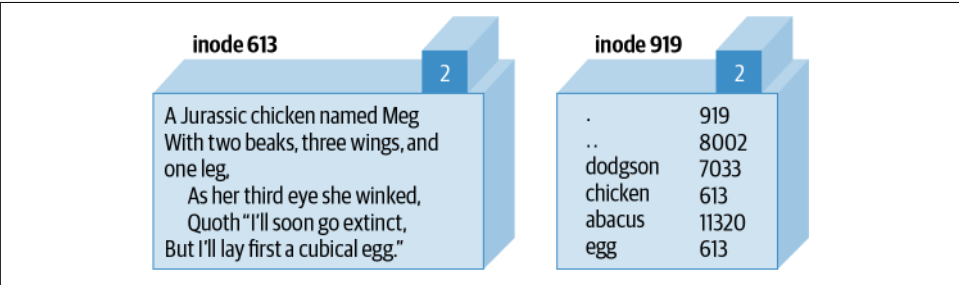 inode 613
2
A Jurassic chicken named Meg
With two beaks, three wings, and
one leg,
As her third eye she winked,
Quoth “I’ll soon go extinct,
But I’ll lay first a cubical egg.”
inode 919
2
. 919
.. 8002
dodgson 7033
chicken 613
abacus 11320
egg 613